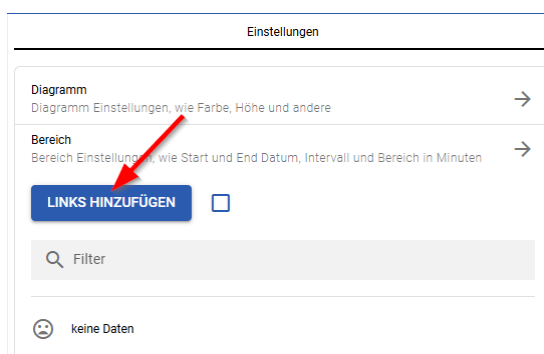 Einstellungen
Diagramm
Diagramm Einstellungen, wie Farbe, Höhe und andere
Bereich
Bereich Einstellungen, wie Start und End Datum, Intervall und Bereich in Minuten
LINKS HINZUFÜGEN
Filter
keine Daten